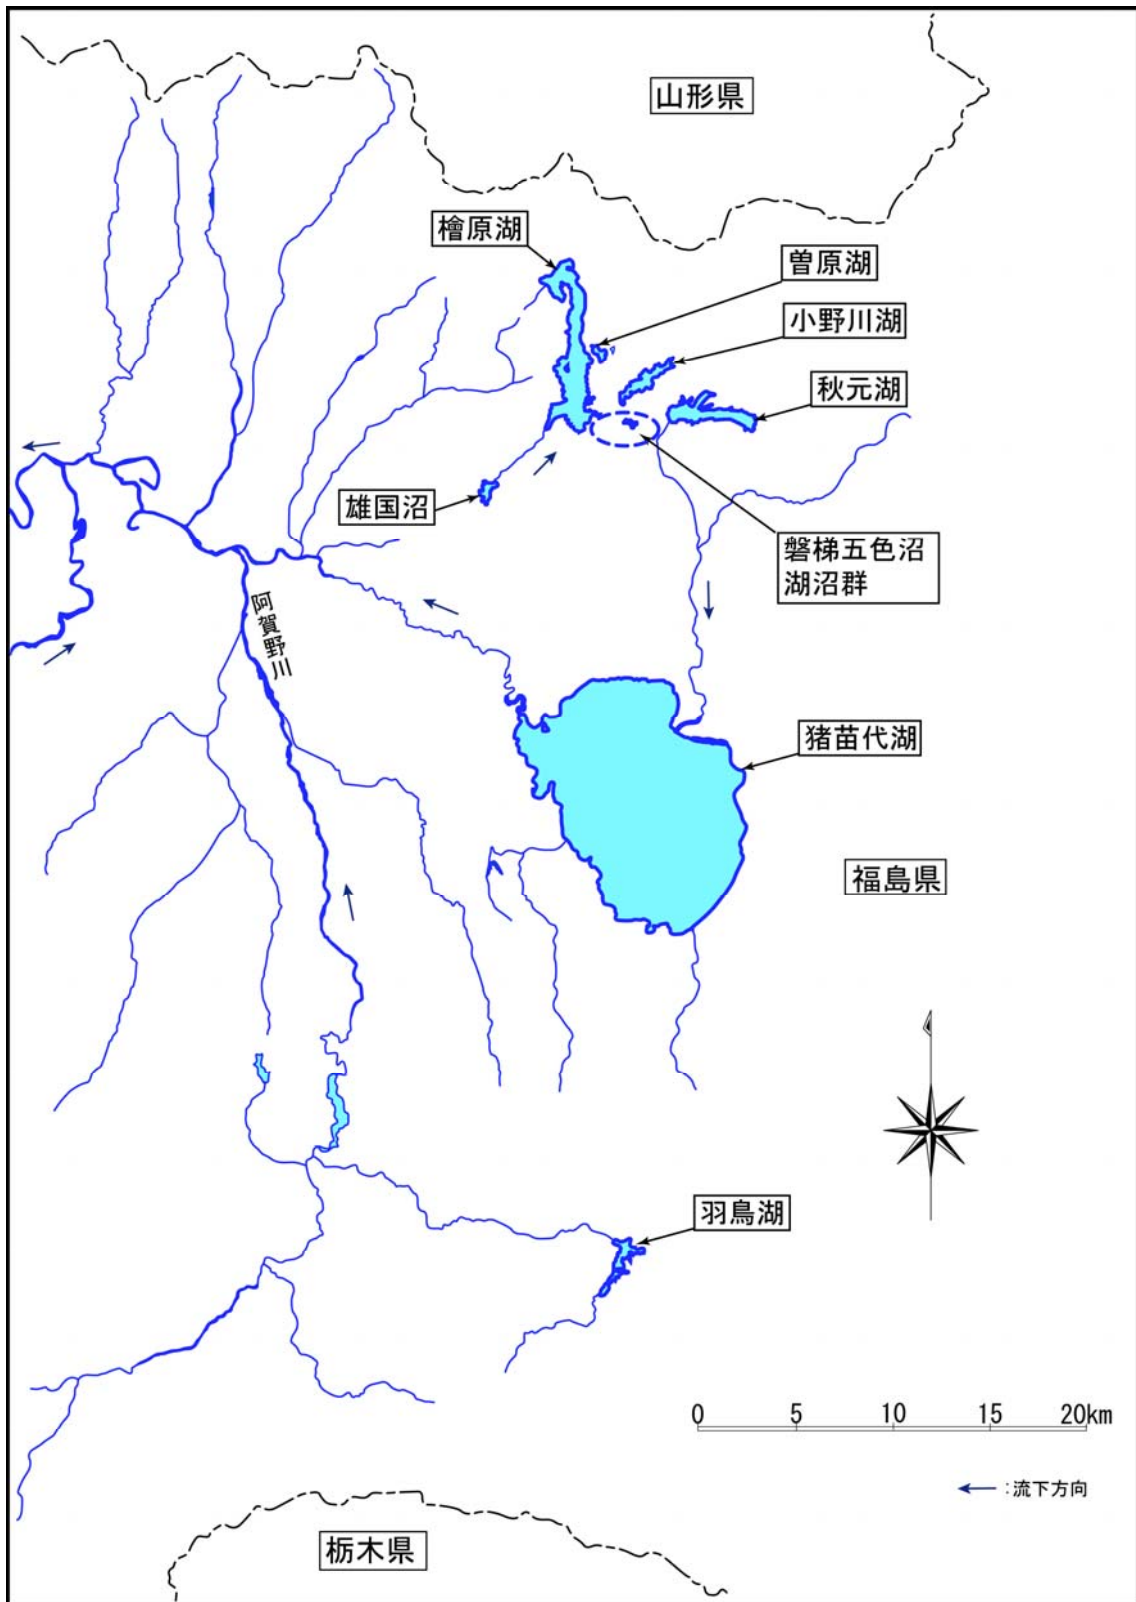 山形県
檜原湖
曽原湖
小野川湖
秋元湖
雄国沼
磐梯五色沼
湖沼群
阿賀野川
猪苗代湖
福島県
羽鳥湖
0 5 10 15 20km
:流下方向
栃木県